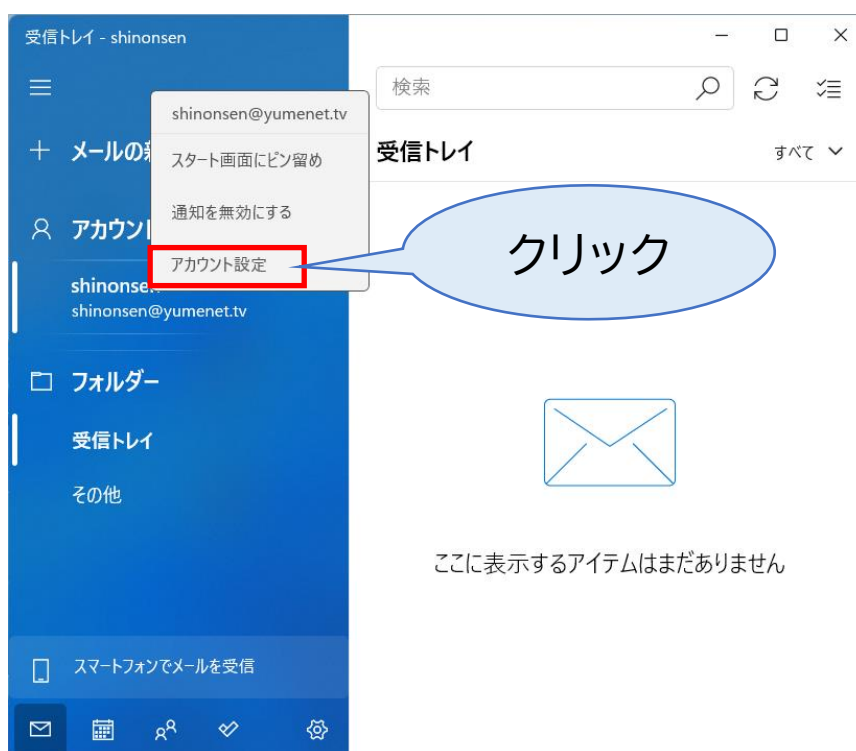 受信トレイ - shinonsen
検索
shinonsen@yumenet.tv
メールの
受信トレイ
すべて
スタート画面にピン留め
通知を無効にする
アカウン
クリック
アカウント設定
shinonse
shinonsen@yumenet.tv
フォルダー
受信トレイ
その他
ここに表示するアイテムはまだありません
スマートフォンでメールを受信